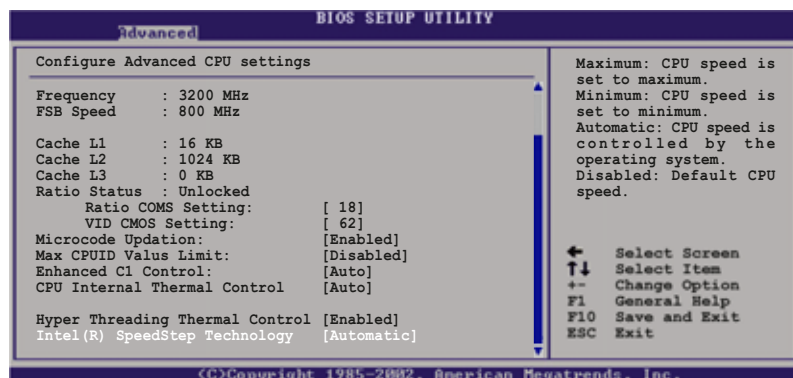 BIOS SETUP UTILITY
Advanced
Configure Advanced CPU settings
Frequency : 3200 MHz
FSB Speed : 800 MHz
Cache L1 : 16 KB
Cache L2 : 1024 KB
Cache L3 : 0 KB
Ratio Status : Unlocked
Ratio COMS Setting: [ 18]
VID CMOS Setting: [ 62]
Microcode Updation: [Enabled]
Max CPUID Valus Limit: [Disabled]
Enhanced C1 Control: [Auto]
CPU Internal Thermal Control [Auto]
Hyper Threading Thermal Control [Enabled]
Intel(R) SpeedStep Technology [Automatic]
Maximum: CPU speed is
set to maximum.
Minimum: CPU speed is
set to minimum.
Automatic: CPU speed is
controlled by the
operating system.
Disabled: Default CPU
speed.
← Select Screen
↑↓ Select Item
+- Change Option
F1 General Help
F10 Save and Exit
ESC Exit
(C)Copyright 1985-2002, American Megatrends, Inc.